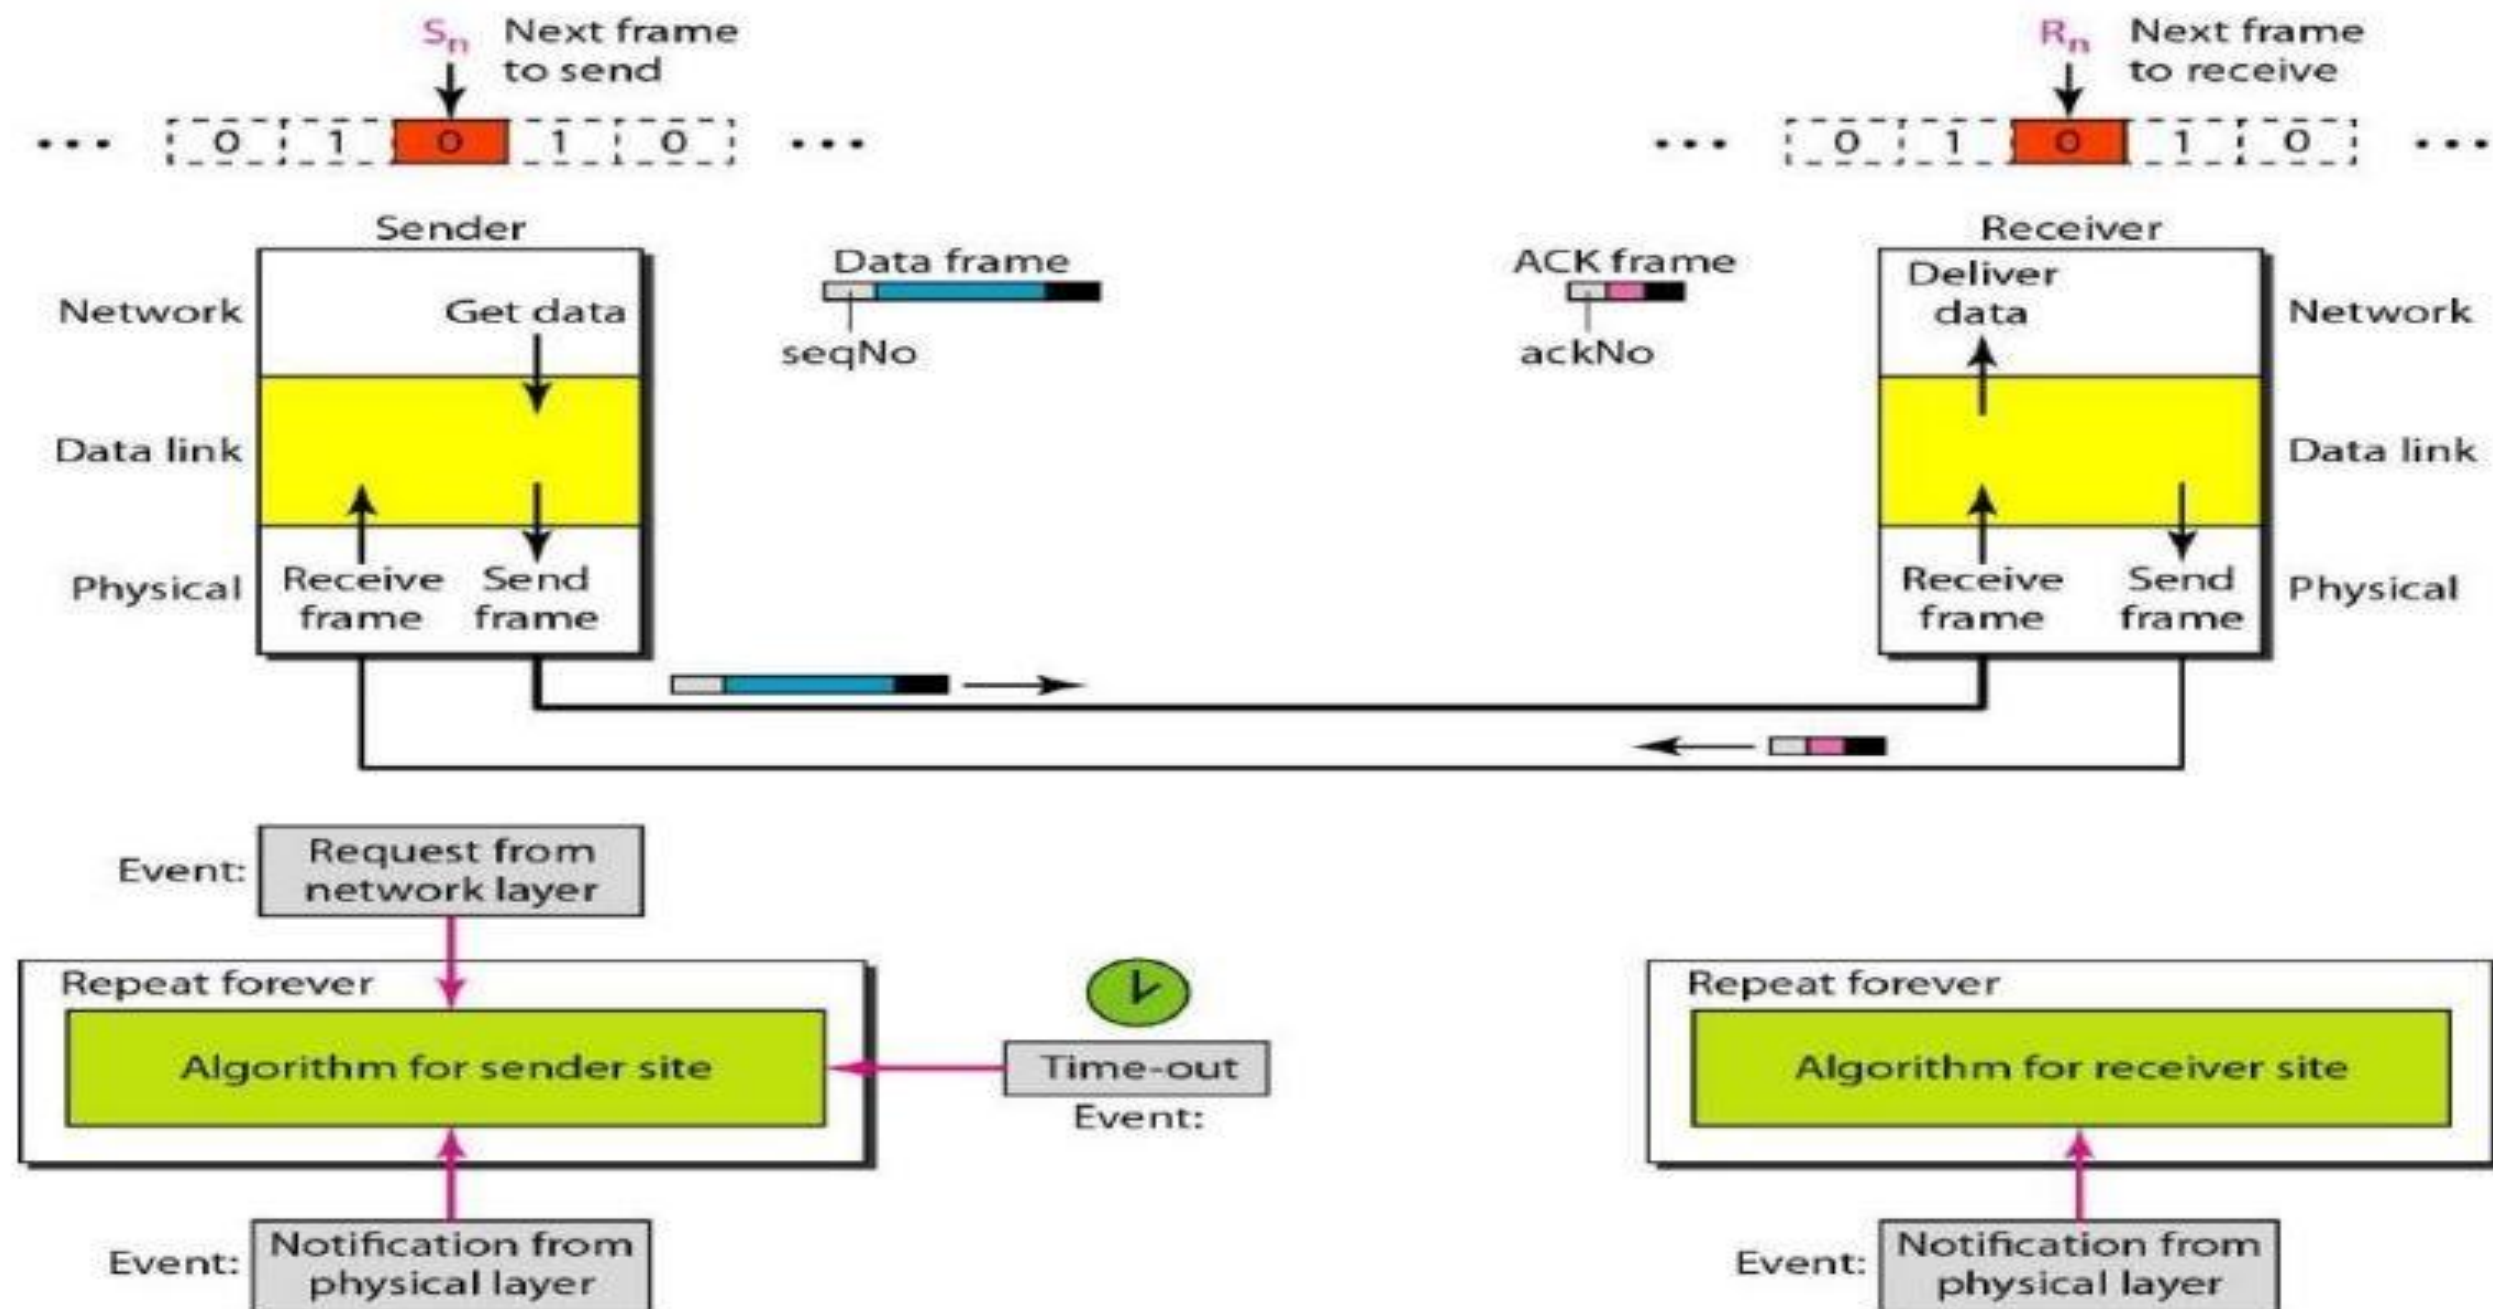 Sn Next frame
to send
Rn Next frame
to receive
... 0 1 0 1 0 ...
... 0 1 0 1 0 ...
Sender
Receiver
Data frame
seqNo
ACK frame
ackNo
Network
Get data
Deliver
data
Network
Data link
Data link
Physical
Receive
frame
Send
frame
Receive
frame
Send
frame
Physical
Event:
Request from
network layer
Repeat forever
Algorithm for sender site
Time-out
Event:
Repeat forever
Algorithm for receiver site
Event:
Notification from
physical layer
Event:
Notification from
physical layer